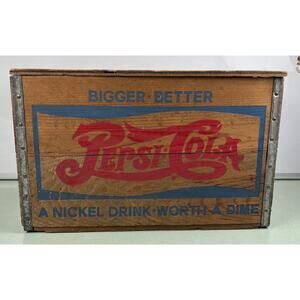 BIGGER·BETTER
PEPSI:COLA
A NICKEL DRINK·WORTH A DIME